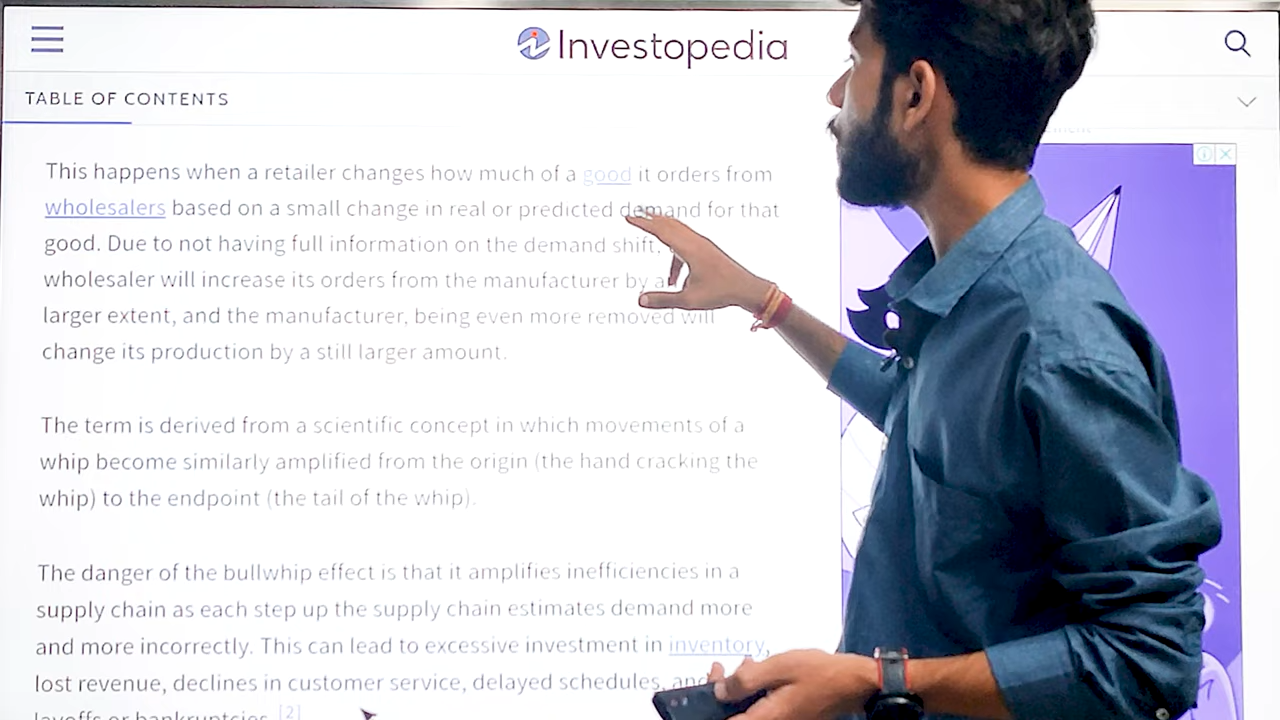 Investopedia
TABLE OF CONTENTS
This happens when a retailer changes how much of a good it orders from
wholesalers based on a small change in real or predicted demand for that
good. Due to not having full information on the demand shift,
wholesaler will increase its orders from the manufacturer by
larger extent, and the manufacturer, being even more removed will
change its production by a still larger amount.
The term is derived from a scientific concept in which movements of a
whip become similarly amplified from the origin (the hand cracking the
whip) to the endpoint (the tail of the whip).
The danger of the bullwhip effect is that it amplifies inefficiencies in a
supply chain as each step up the supply chain estimates demand more
and more incorrectly. This can lead to excessive investment in inventory,
lost revenue, declines in customer service, delayed schedules, and
layoffs or bankruptcies. [2]